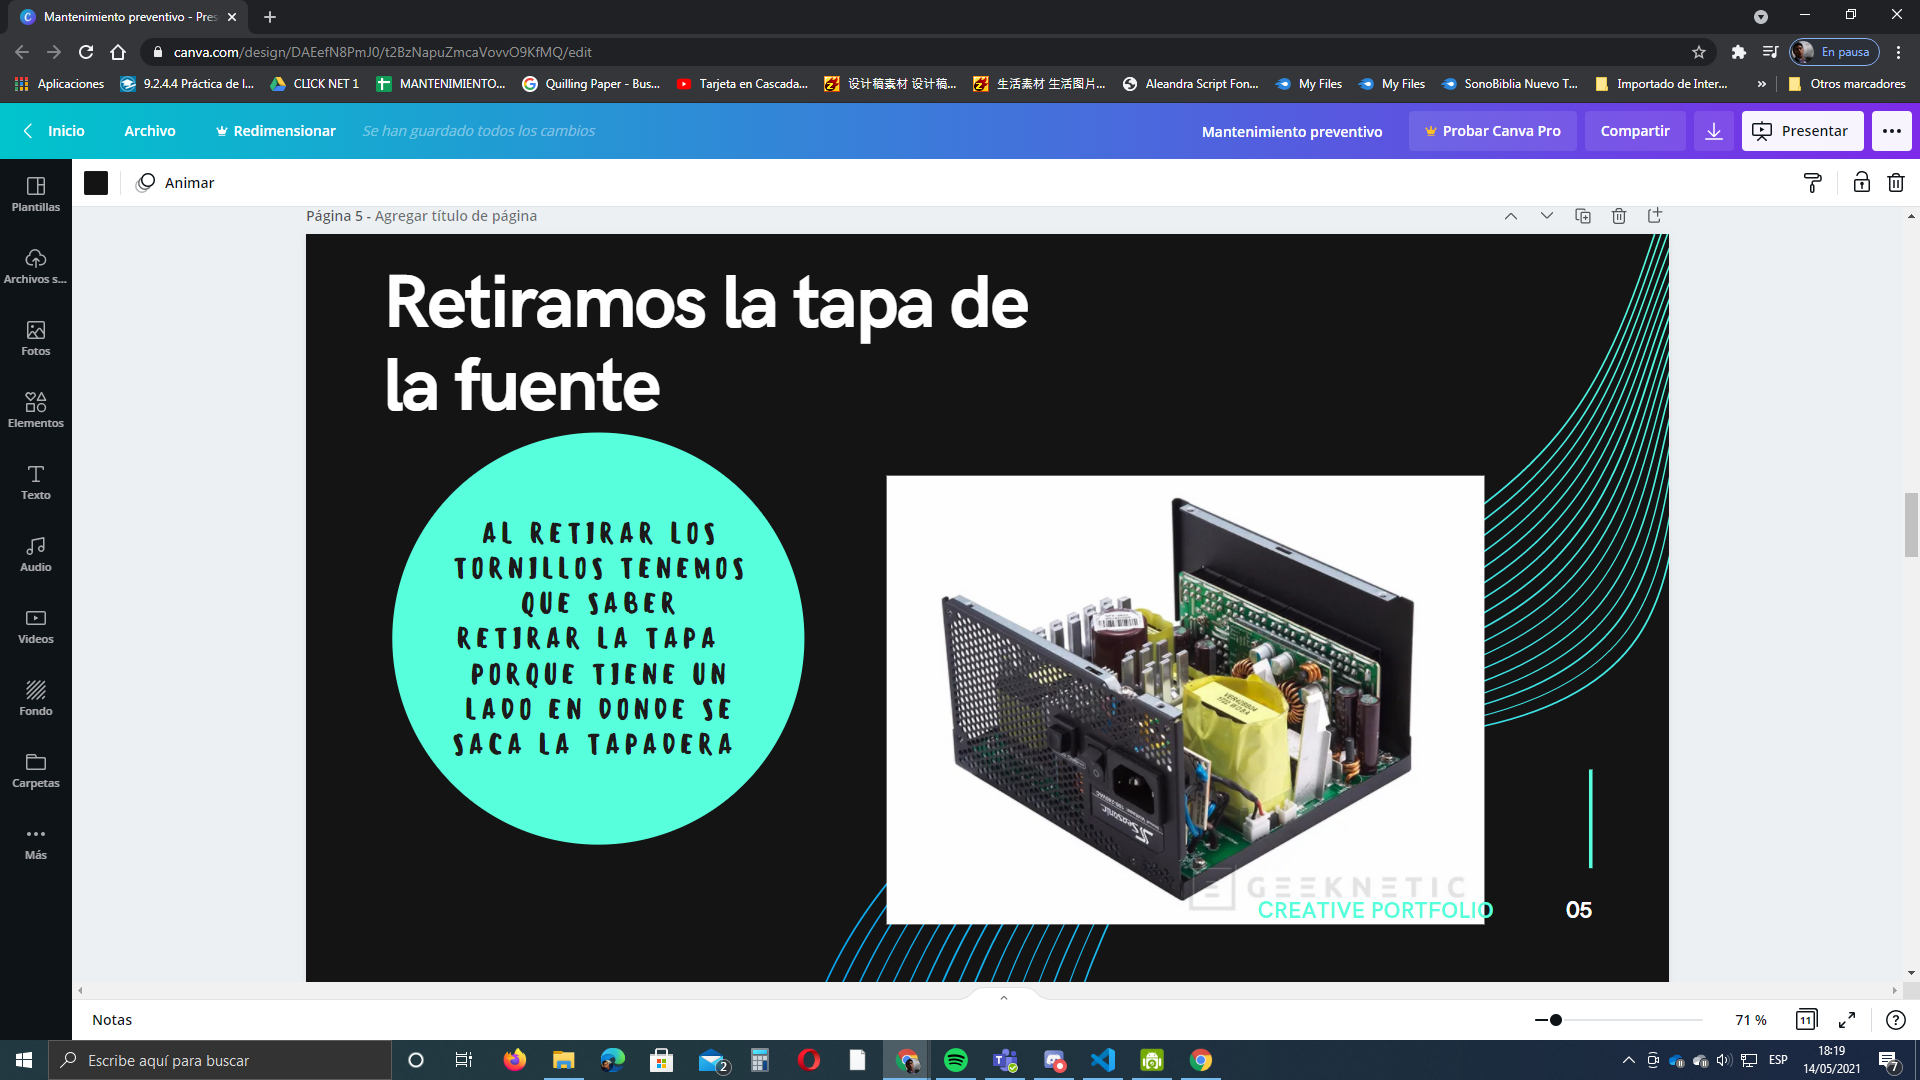 Mantenimiento preventivo - Pres
canva.com/design/DAEefN8PmJ0/t2BzNapuZmcaVovvO9KfMQ/edit
En pausa
Aplicaciones
9.2.4.4 Práctica de l...
CLICK NET 1
MANTENIMIENTO...
Quilling Paper - Bus...
Tarjeta en Cascada...
设计稿素材 设计稿...
生活素材 生活图片...
Aleandra Script Fon...
My Files
My Files
SonoBiblia Nuevo T...
Importado de Inter...
»
Otros marcadores
Inicio
Archivo
Redimensionar
Se han guardado todos los cambios
Mantenimiento preventivo
Probar Canva Pro
Compartir
Presentar
Animar
Plantillas
Archivos s...
Fotos
Elementos
Texto
Audio
Videos
Fondo
Carpetas
Más
Página 5 - Agregar título de página
Retiramos la tapa de
la fuente
AL RETIRAR LOS
TORNILLOS TENEMOS
QUE SABER
RETIRAR LA TAPA
PORQUE TIENE UN
LADO EN DONDE SE
SACA LA TAPADERA
Seasonic
GEEKNETIC
CREATIVE PORTFOLIO
05
Notas
71 %
11
Escribe aquí para buscar
2
ESP
18:19
14/05/2021
7